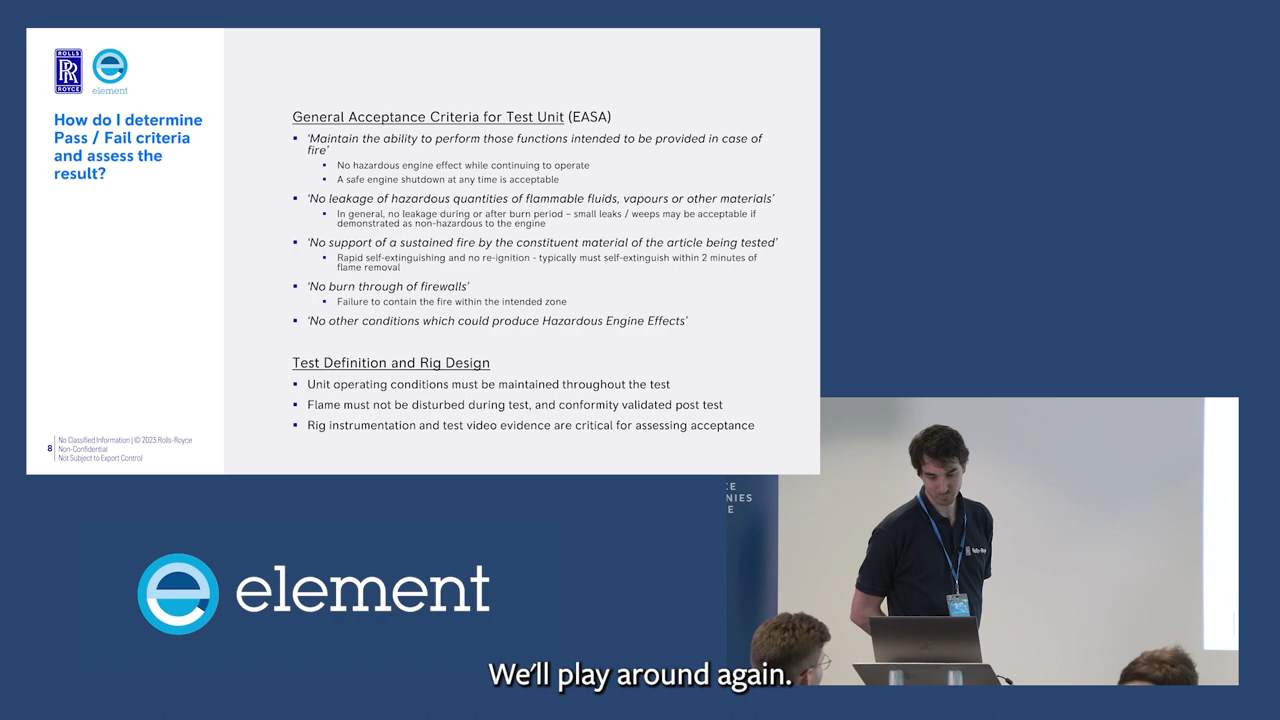 ROLLS
RR
ROYCE
element
How do I determine
Pass / Fail criteria
and assess the
result?
General Acceptance Criteria for Test Unit (EASA)
▪ ‘Maintain the ability to perform those functions intended to be provided in case of
fire’
▪ No hazardous engine effect while continuing to operate
▪ A safe engine shutdown at any time is acceptable
▪ ‘No leakage of hazardous quantities of flammable fluids, vapours or other materials’
▪ In general, no leakage during or after burn period – small leaks / weeps may be acceptable if
demonstrated as non-hazardous to the engine
▪ ‘No support of a sustained fire by the constituent material of the article being tested’
▪ Rapid self-extinguishing and no re-ignition - typically must self-extinguish within 2 minutes of
flame removal
▪ ‘No burn through of firewalls’
▪ Failure to contain the fire within the intended zone
▪ ‘No other conditions which could produce Hazardous Engine Effects’
Test Definition and Rig Design
▪ Unit operating conditions must be maintained throughout the test
▪ Flame must not be disturbed during test, and conformity validated post test
▪ Rig instrumentation and test video evidence are critical for assessing acceptance
8
No Classified Information | © 2023 Rolls-Royce
Non-Confidential
Not Subject to Export Control
element
We’ll play around again.